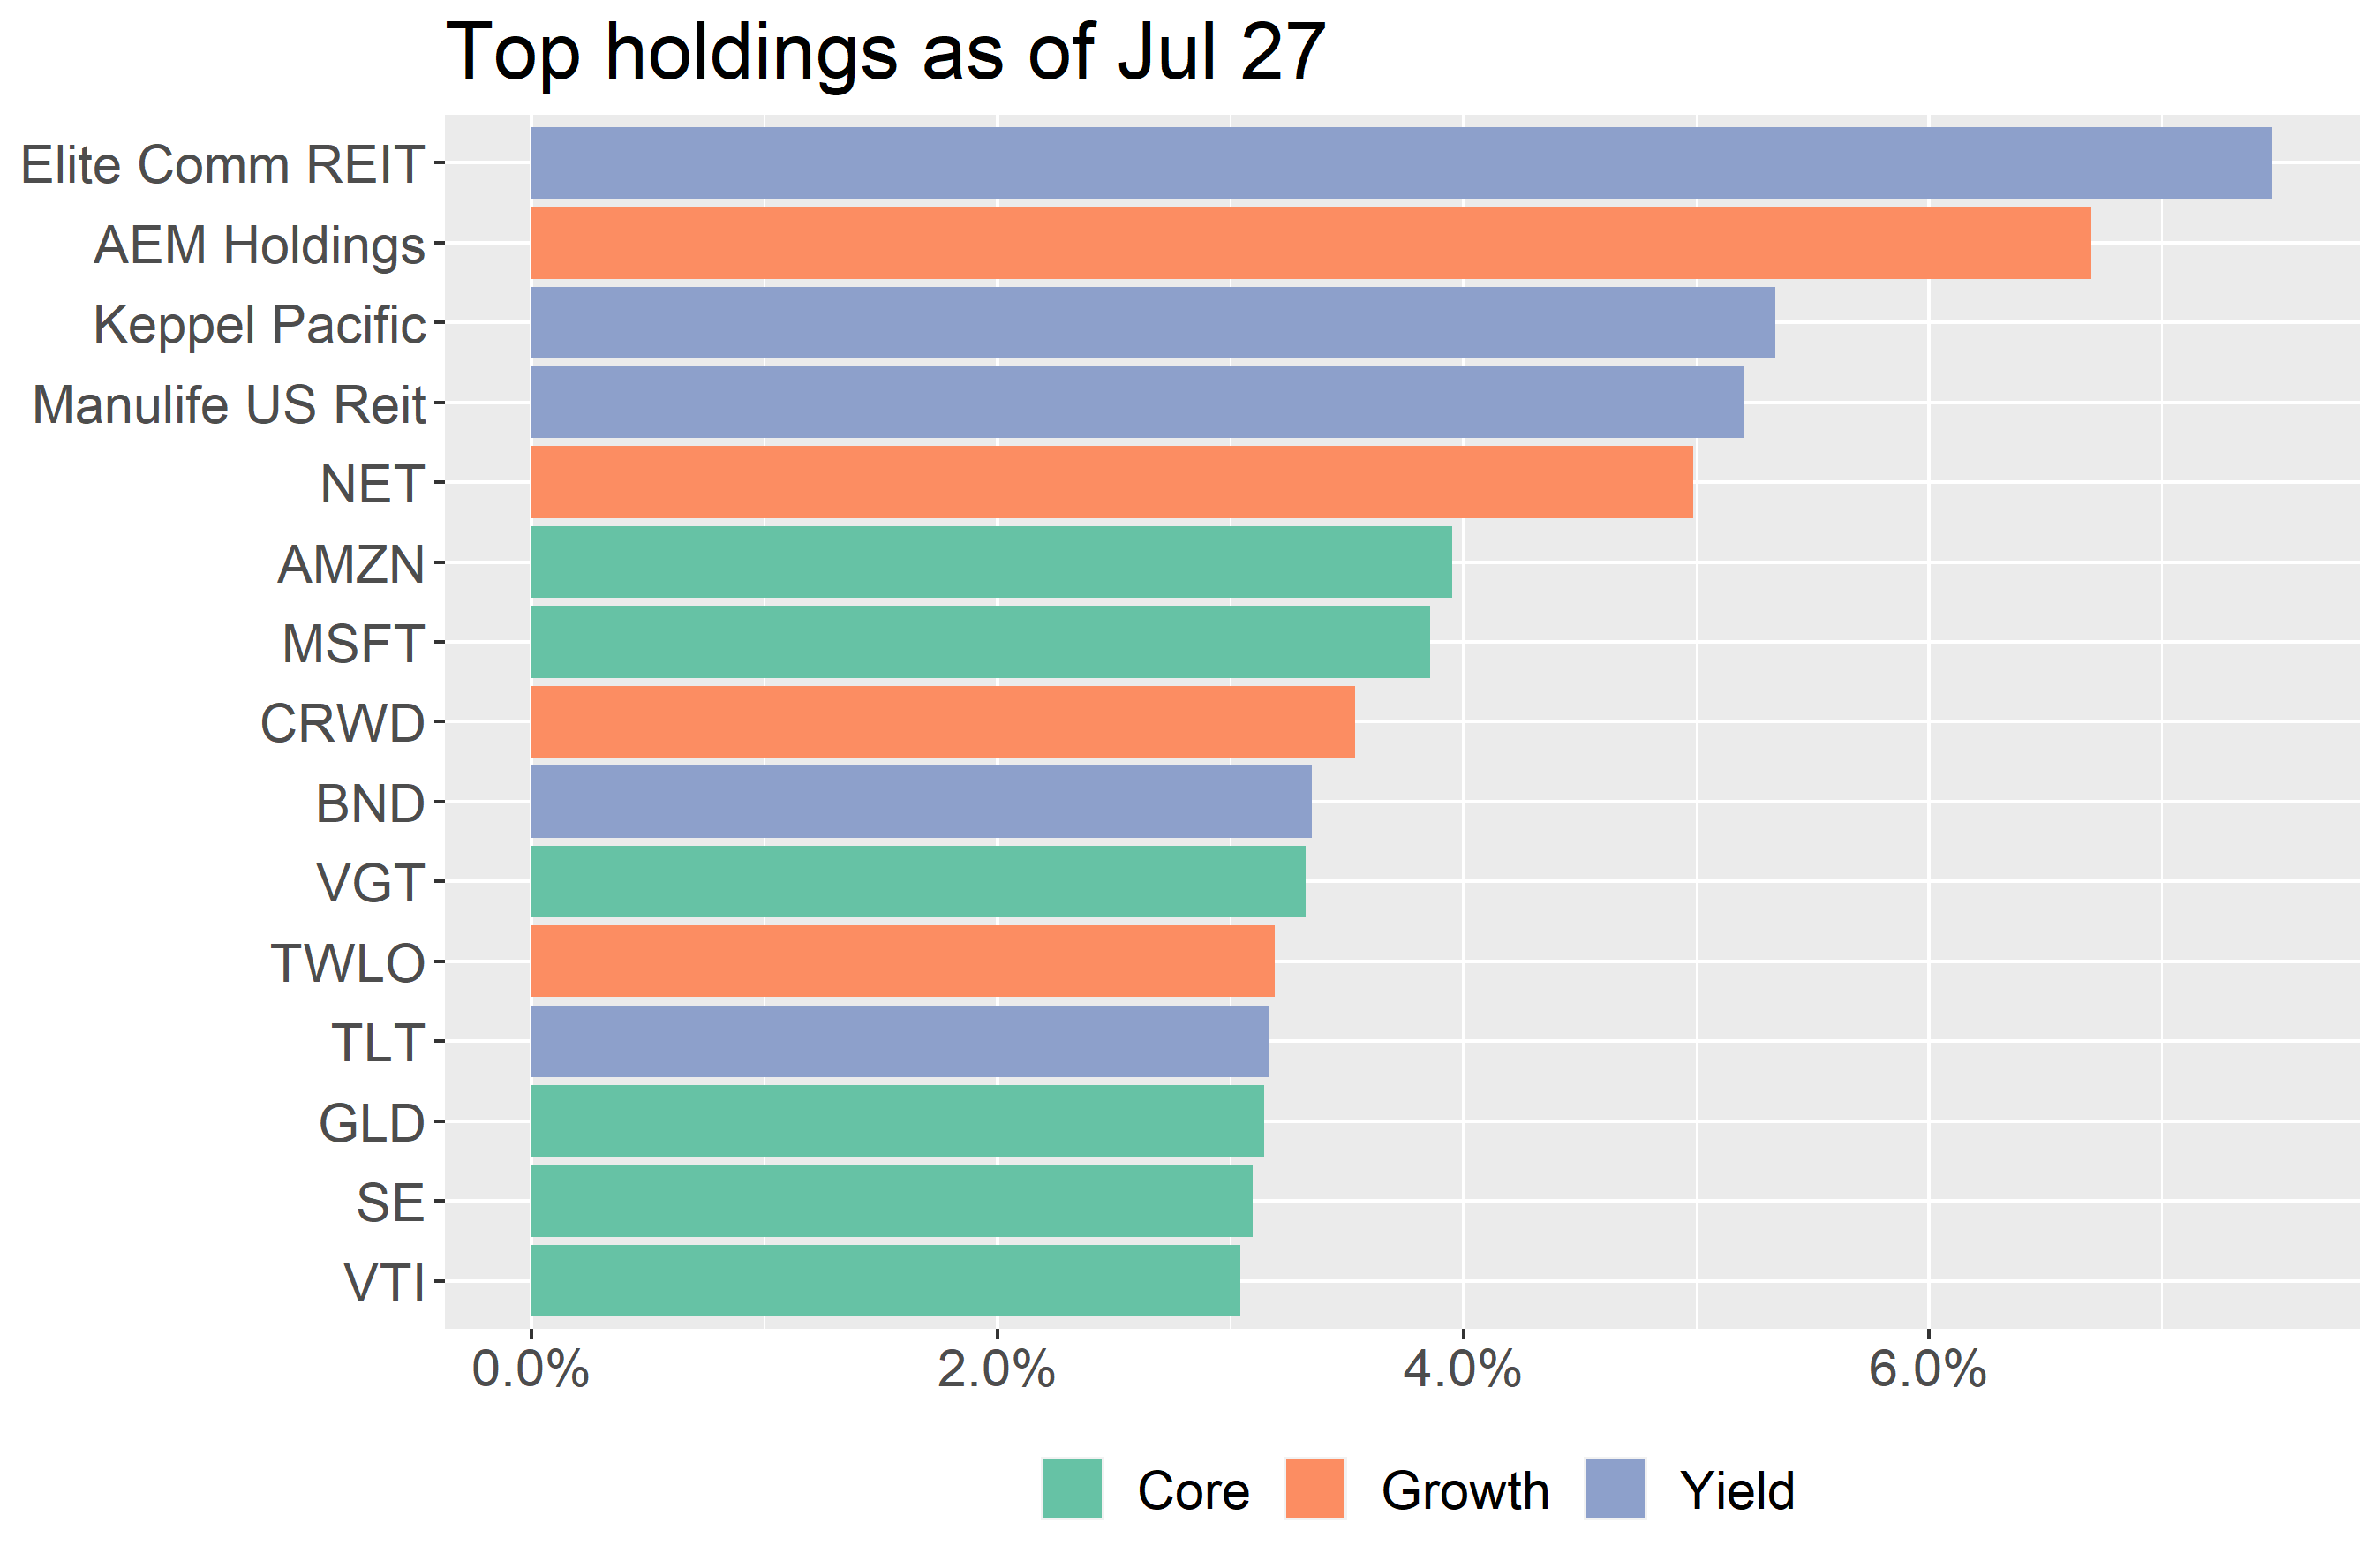 Top holdings as of Jul 27
Elite Comm REIT
AEM Holdings
Keppel Pacific
Manulife US Reit
NET
AMZN
MSFT
CRWD
BND
VGT
TWLO
TLT
GLD
SE
VTI
0.0% 2.0% 4.0% 6.0%
Core Growth Yield